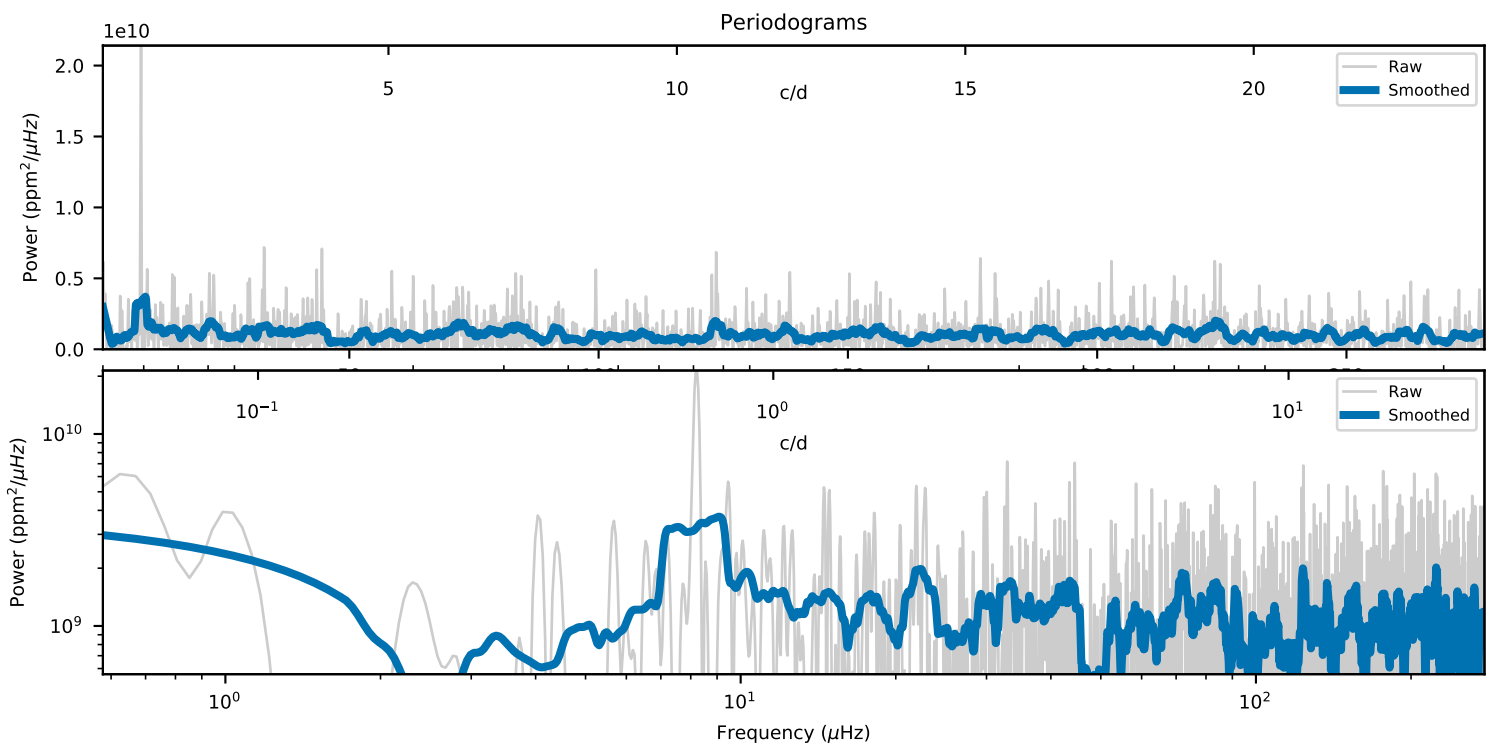 Periodograms
1e10
Power (ppm²/μHz)
2.0
1.5
1.0
0.5
0.0
5 10 15 20
c/d
Raw
Smoothed
Power (ppm²/μHz)
10¹⁰
10⁹
10⁻¹ 10⁰ 10¹
c/d
Raw
Smoothed
10⁰ 10¹ 10²
Frequency (μHz)